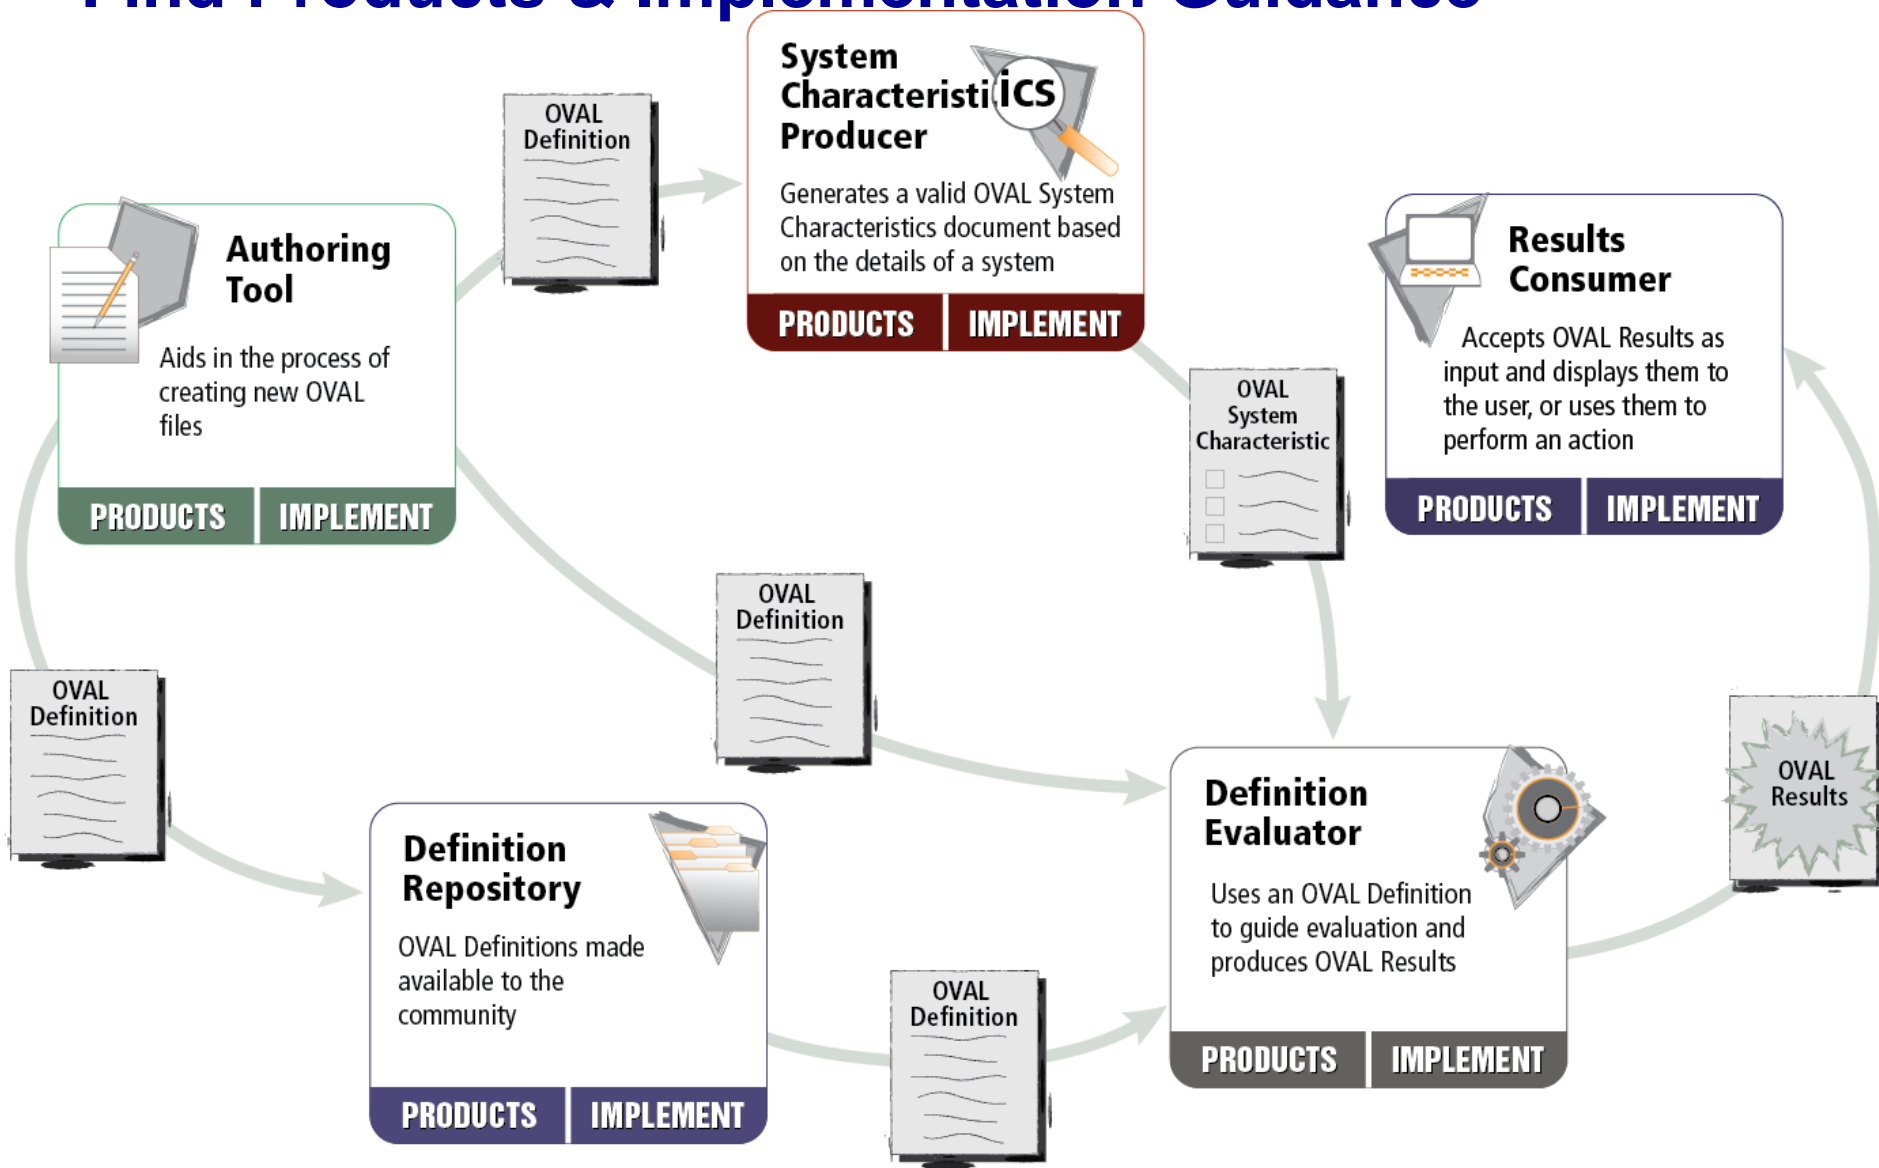 Find Products & Implementation Guidance
System
Characteristics
Producer
Generates a valid OVAL System
Characteristics document based
on the details of a system
PRODUCTS IMPLEMENT
OVAL
Definition
Authoring
Tool
Aids in the process of
creating new OVAL
files
PRODUCTS IMPLEMENT
Results
Consumer
Accepts OVAL Results as
input and displays them to
the user, or uses them to
perform an action
PRODUCTS IMPLEMENT
OVAL
System
Characteristic
OVAL
Definition
OVAL
Definition
Definition
Repository
OVAL Definitions made
available to the
community
PRODUCTS IMPLEMENT
OVAL
Definition
Definition
Evaluator
Uses an OVAL Definition
to guide evaluation and
produces OVAL Results
PRODUCTS IMPLEMENT
OVAL
Results